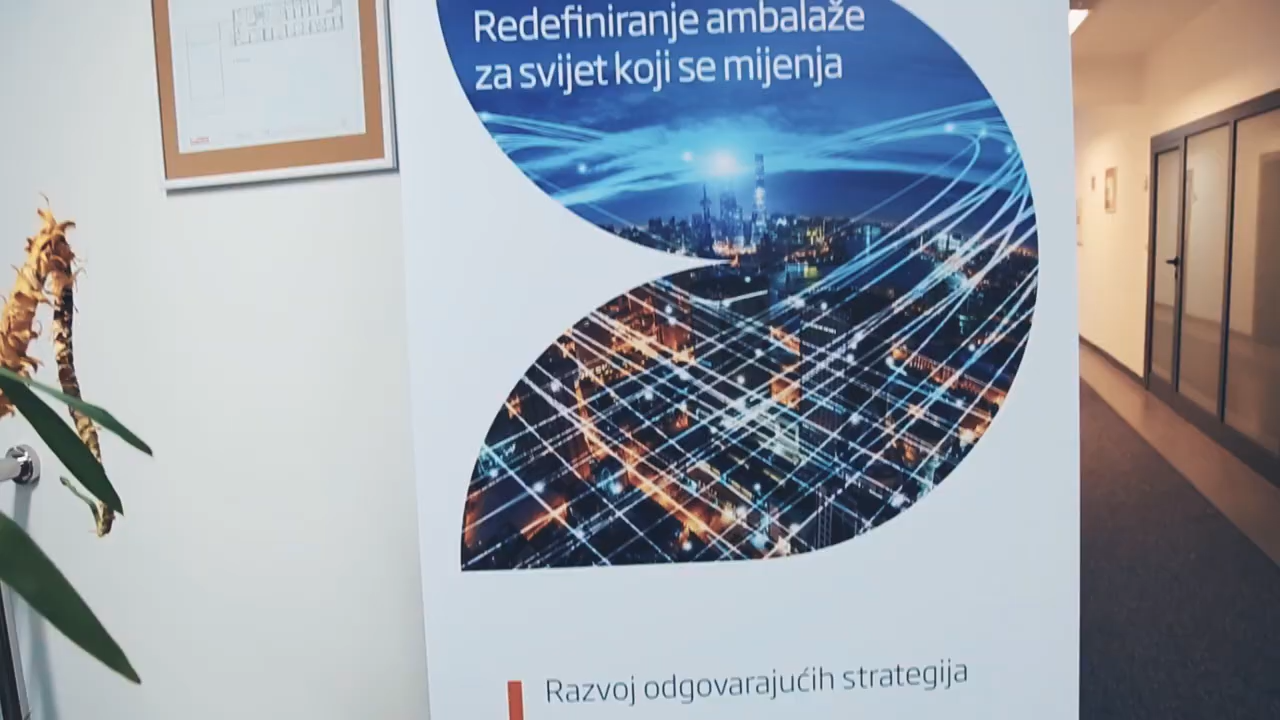 Redefiniranje ambalaže
za svijet koji se mijenja
Razvoj odgovarajućih strategija